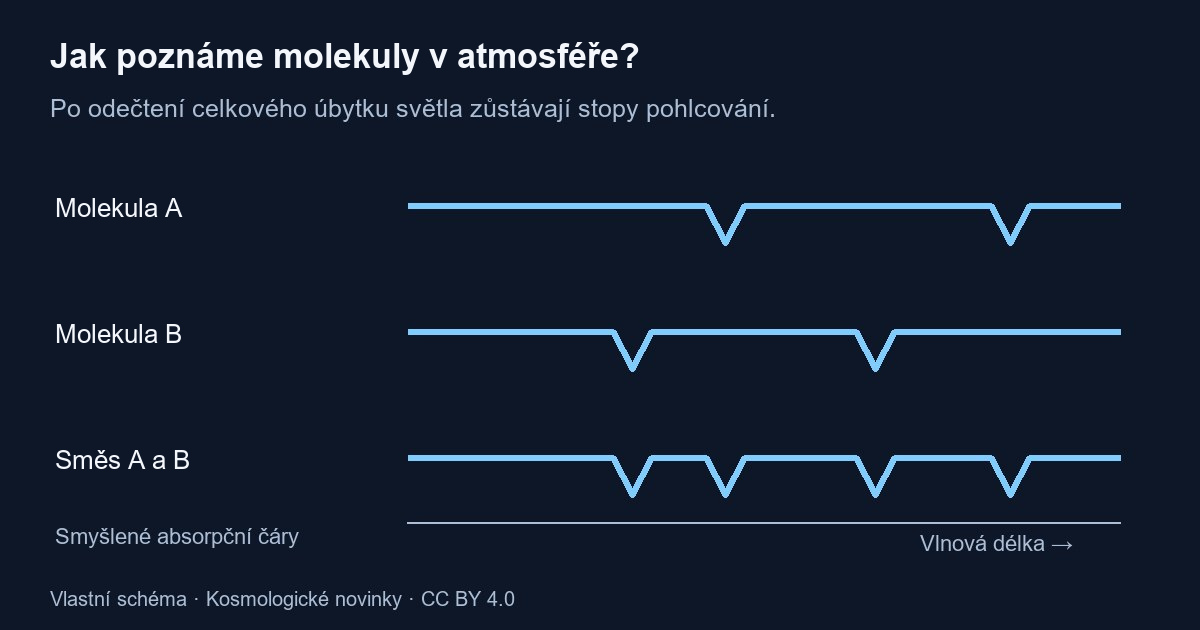 Jak poznáme molekuly v atmosféře?
Po odečtení celkového úbytku světla zůstávají stopy pohlcování.
Molekula A
Molekula B
Směs A a B
Smyšlené absorpční čáry
Vlnová délka →
Vlastní schéma · Kosmologické novinky · CC BY 4.0